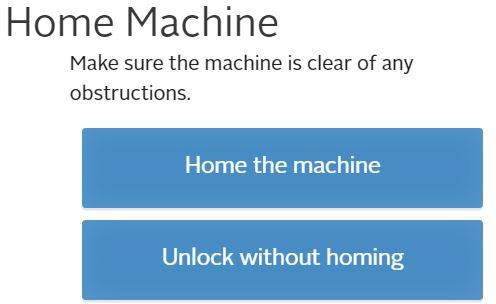 Home Machine
Make sure the machine is clear of any
obstructions.
Home the machine
Unlock without homing